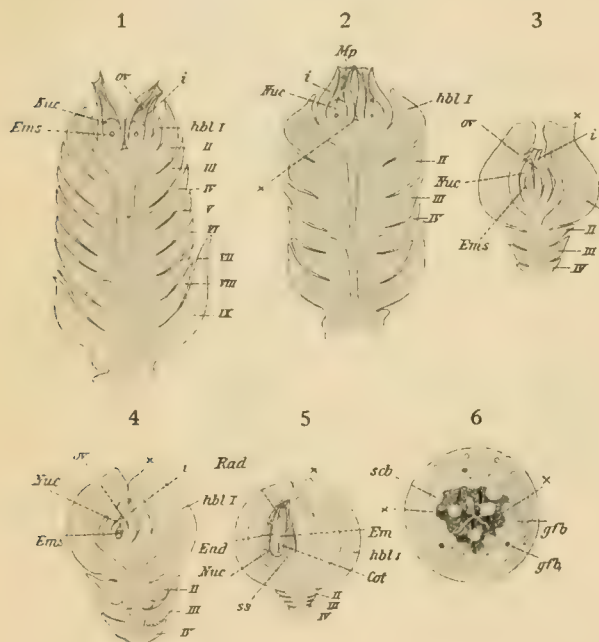 1 2 3
Mp
ov i
i
Nuc
Nuc
hbl I
Ems
hbl I
x
ov
i
II
III
IV
V
VI
VII
VIII
IX
x
II
III
IV
Nuc
Ems
II
III
IV
4 5 6
x i
Rad
x
Nuc
hbl I
scb
x
x
Ems
End
Em
hbl I
gfb
Nuc
Cot
gfb
ss
II
III
IV
II
III
IV